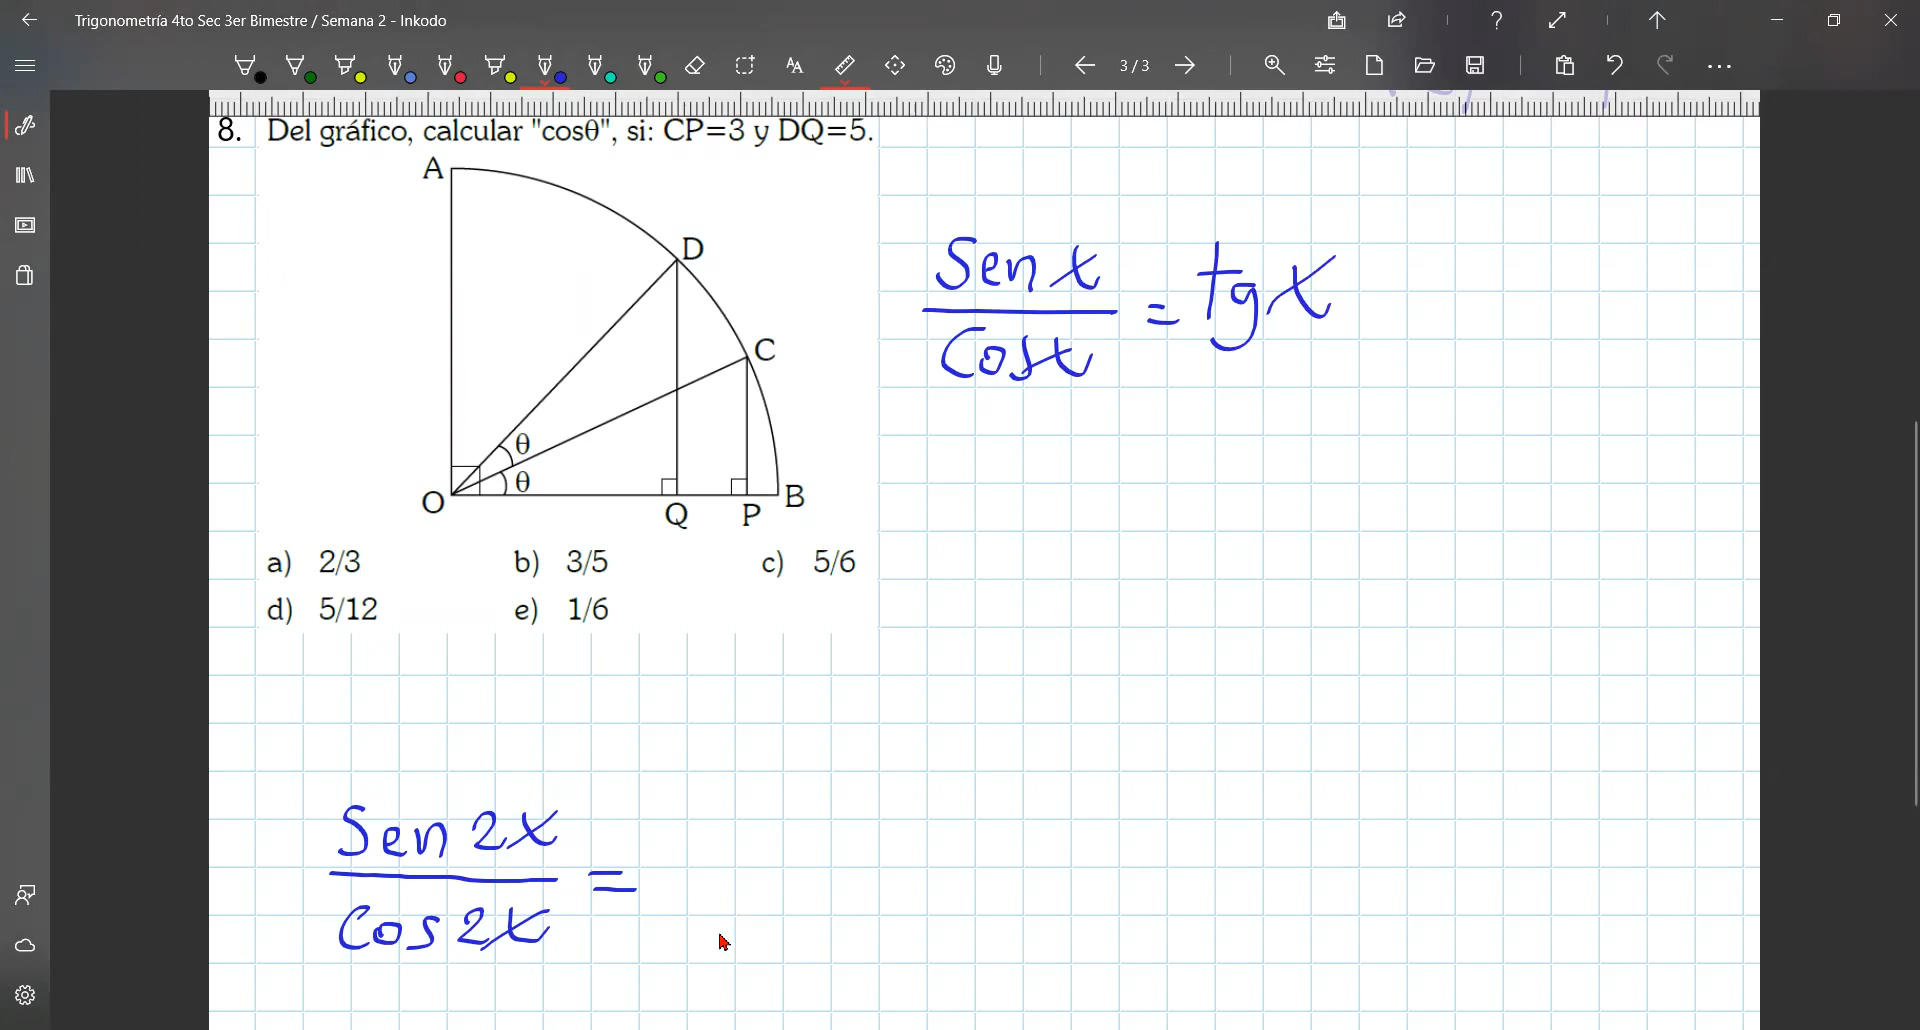 Trigonometría 4to Sec 3er Bimestre / Semana 2 - Inkodo
3 / 3
8. Del gráfico, calcular "cosθ", si: CP=3 y DQ=5.
A
D
C
θ
θ
O
Q
P
B
a) 2/3 b) 3/5 c) 5/6
d) 5/12 e) 1/6
Sen x
Cos x
= tg x
Sen 2x
Cos 2x
=